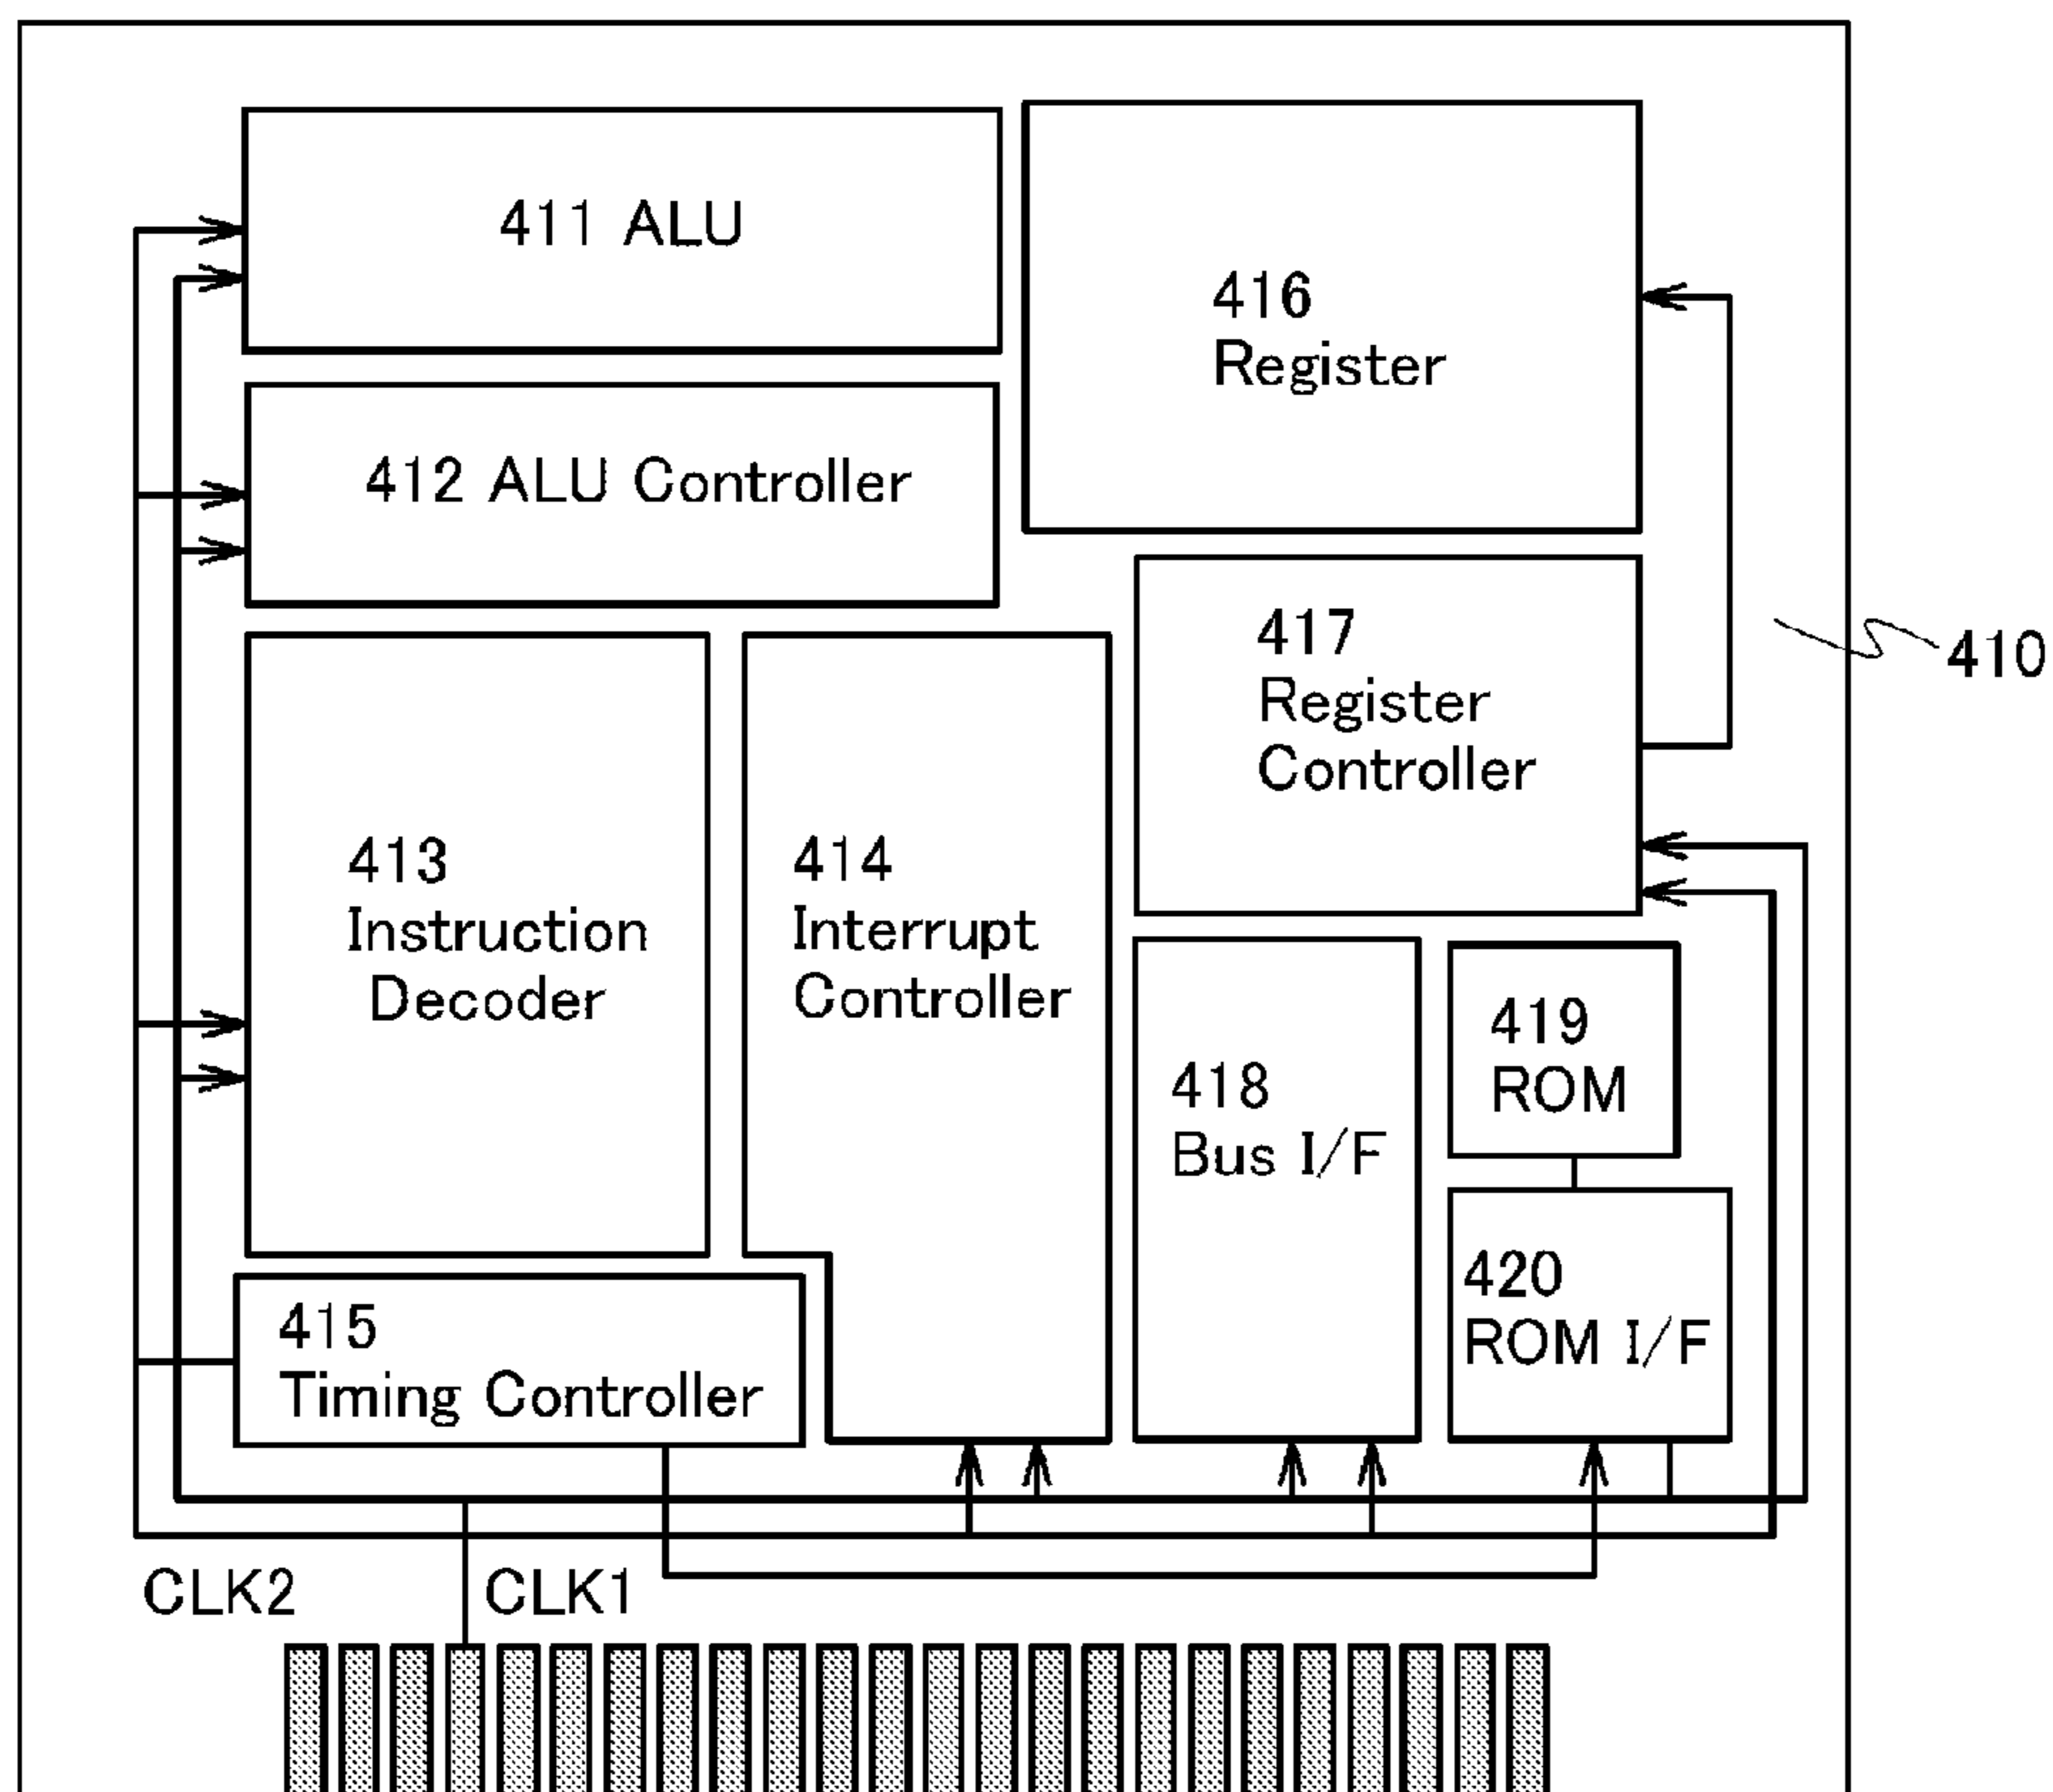 411 ALU
416
Register
412 ALU Controller
417
Register
Controller
410
413
Instruction
Decoder
414
Interrupt
Controller
418
Bus I/F
419
ROM
420
ROM I/F
415
Timing Controller
CLK2
CLK1